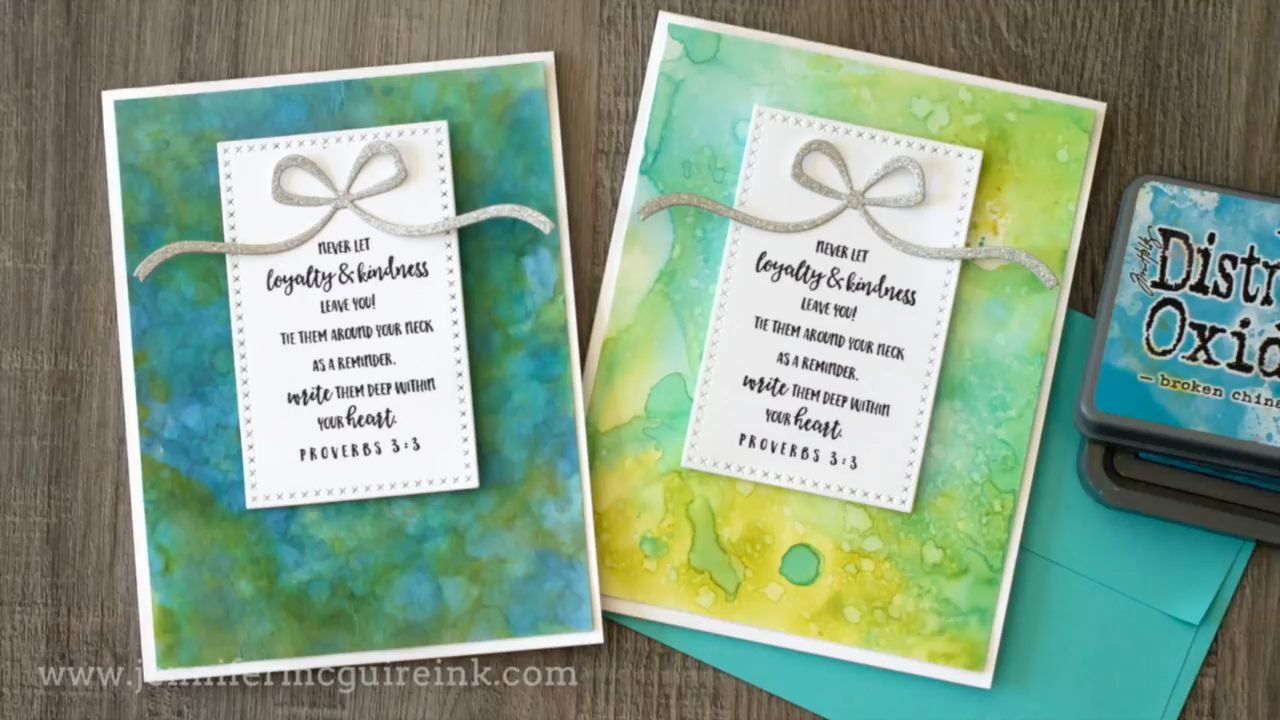 NEVER LET
loyalty & kindness
LEAVE YOU!
TIE THEM AROUND YOUR NECK
AS A REMINDER.
write THEM DEEP WITHIN
YOUR heart.
PROVERBS 3:3
NEVER LET
loyalty & kindness
LEAVE YOU!
TIE THEM AROUND YOUR NECK
AS A REMINDER.
write THEM DEEP WITHIN
YOUR heart.
PROVERBS 3:3
Tim Holtz
Distr
Oxid
— broken china
www.jennifermcguireink.com